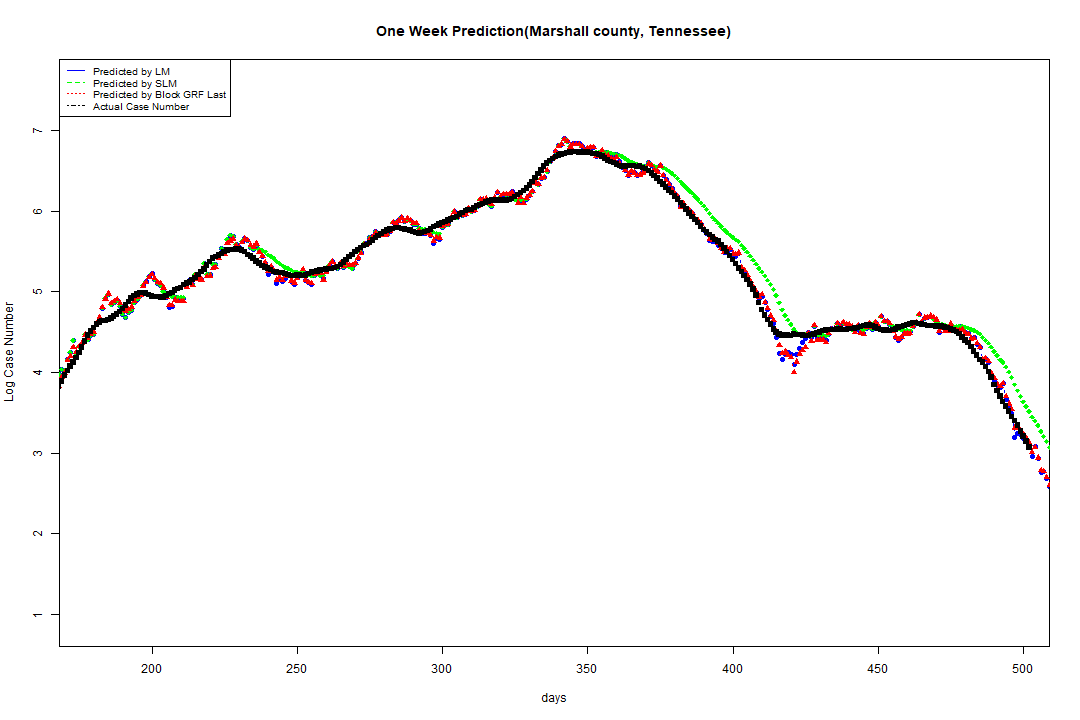 One Week Prediction(Marshall county, Tennessee)
Predicted by LM
Predicted by SLM
Predicted by Block GRF Last
Actual Case Number
7
6
5
4
3
2
1
Log Case Number
200 250 300 350 400 450 500
days